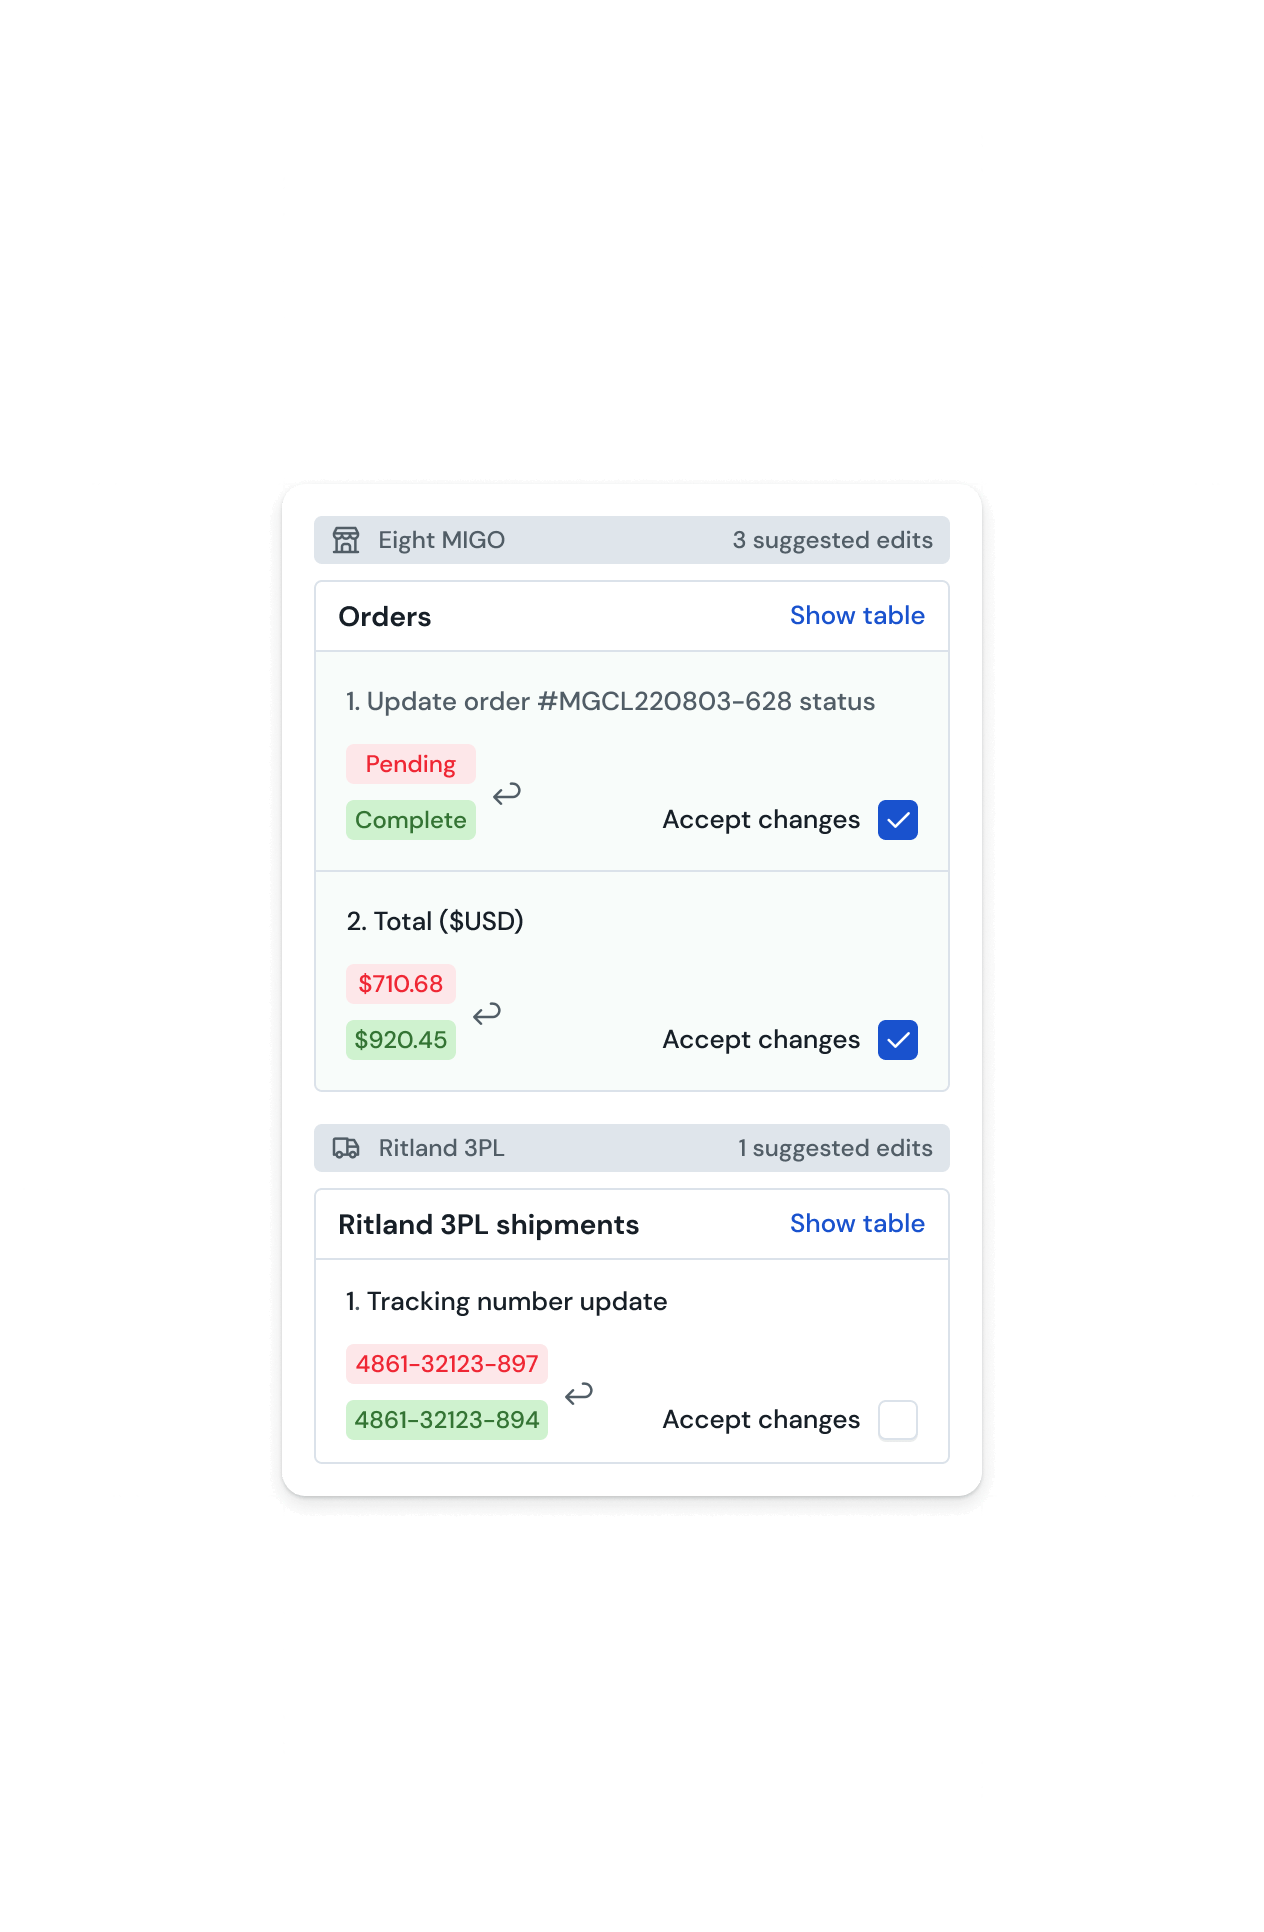 Eight MIGO 3 suggested edits
Orders Show table
1. Update order #MGCL220803-628 status
Pending
Complete Accept changes
2. Total ($USD)
$710.68
$920.45 Accept changes
Ritland 3PL 1 suggested edits
Ritland 3PL shipments Show table
1. Tracking number update
4861-32123-897
4861-32123-894 Accept changes